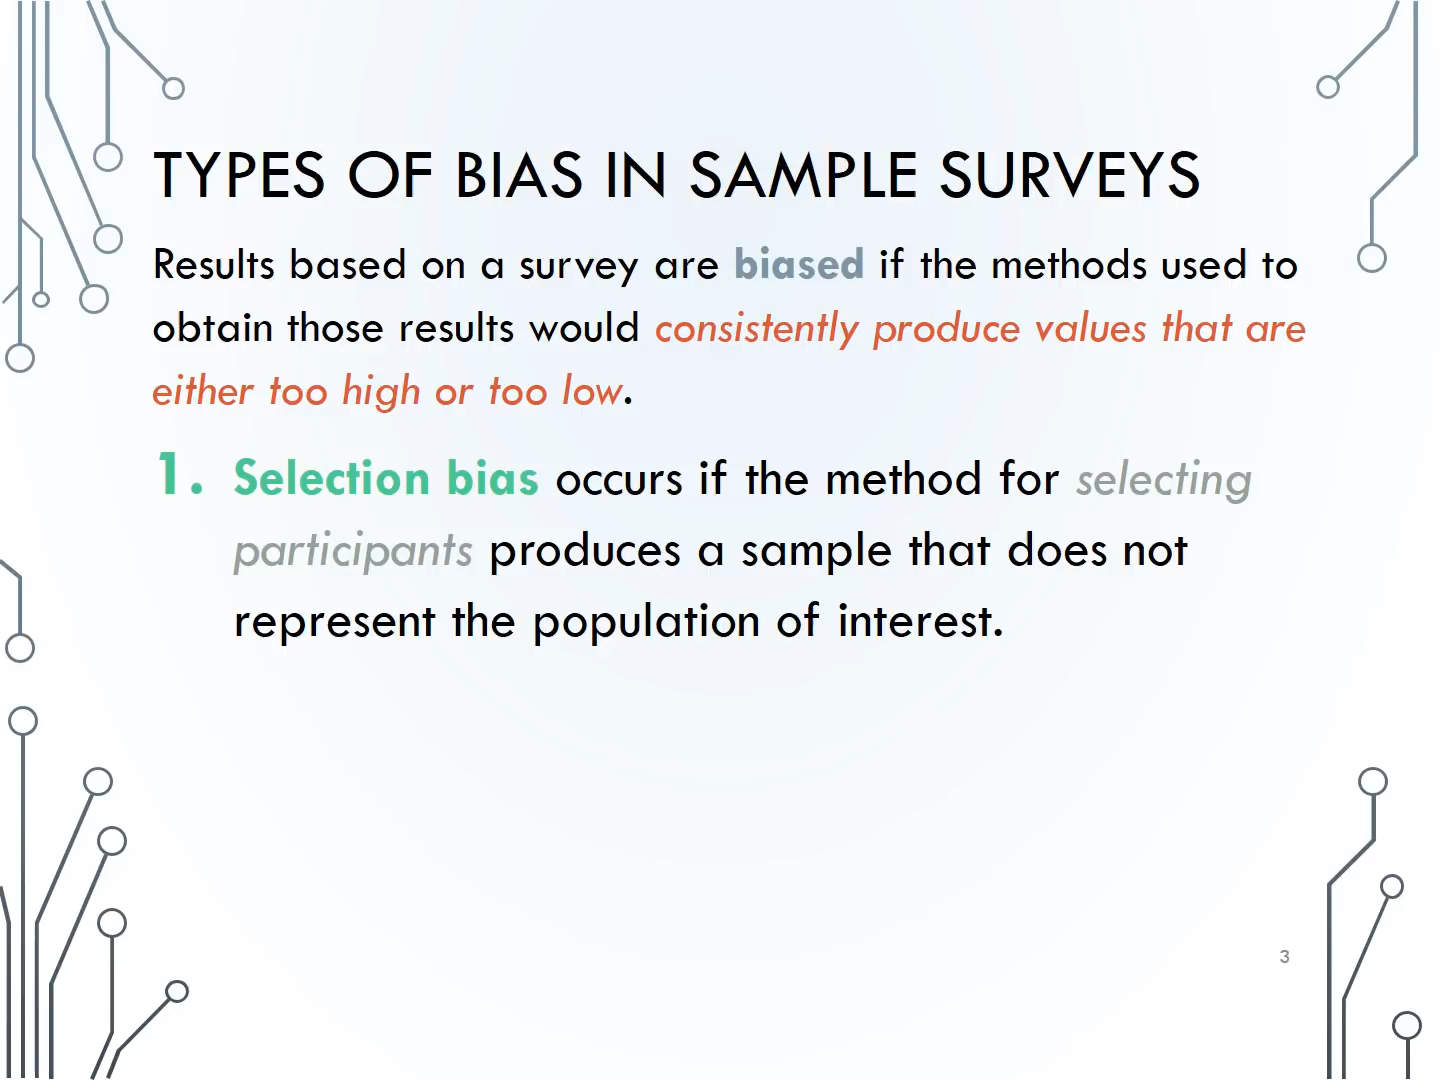 TYPES OF BIAS IN SAMPLE SURVEYS
Results based on a survey are biased if the methods used to
obtain those results would consistently produce values that are
either too high or too low.
1. Selection bias occurs if the method for selecting
participants produces a sample that does not
represent the population of interest.
3